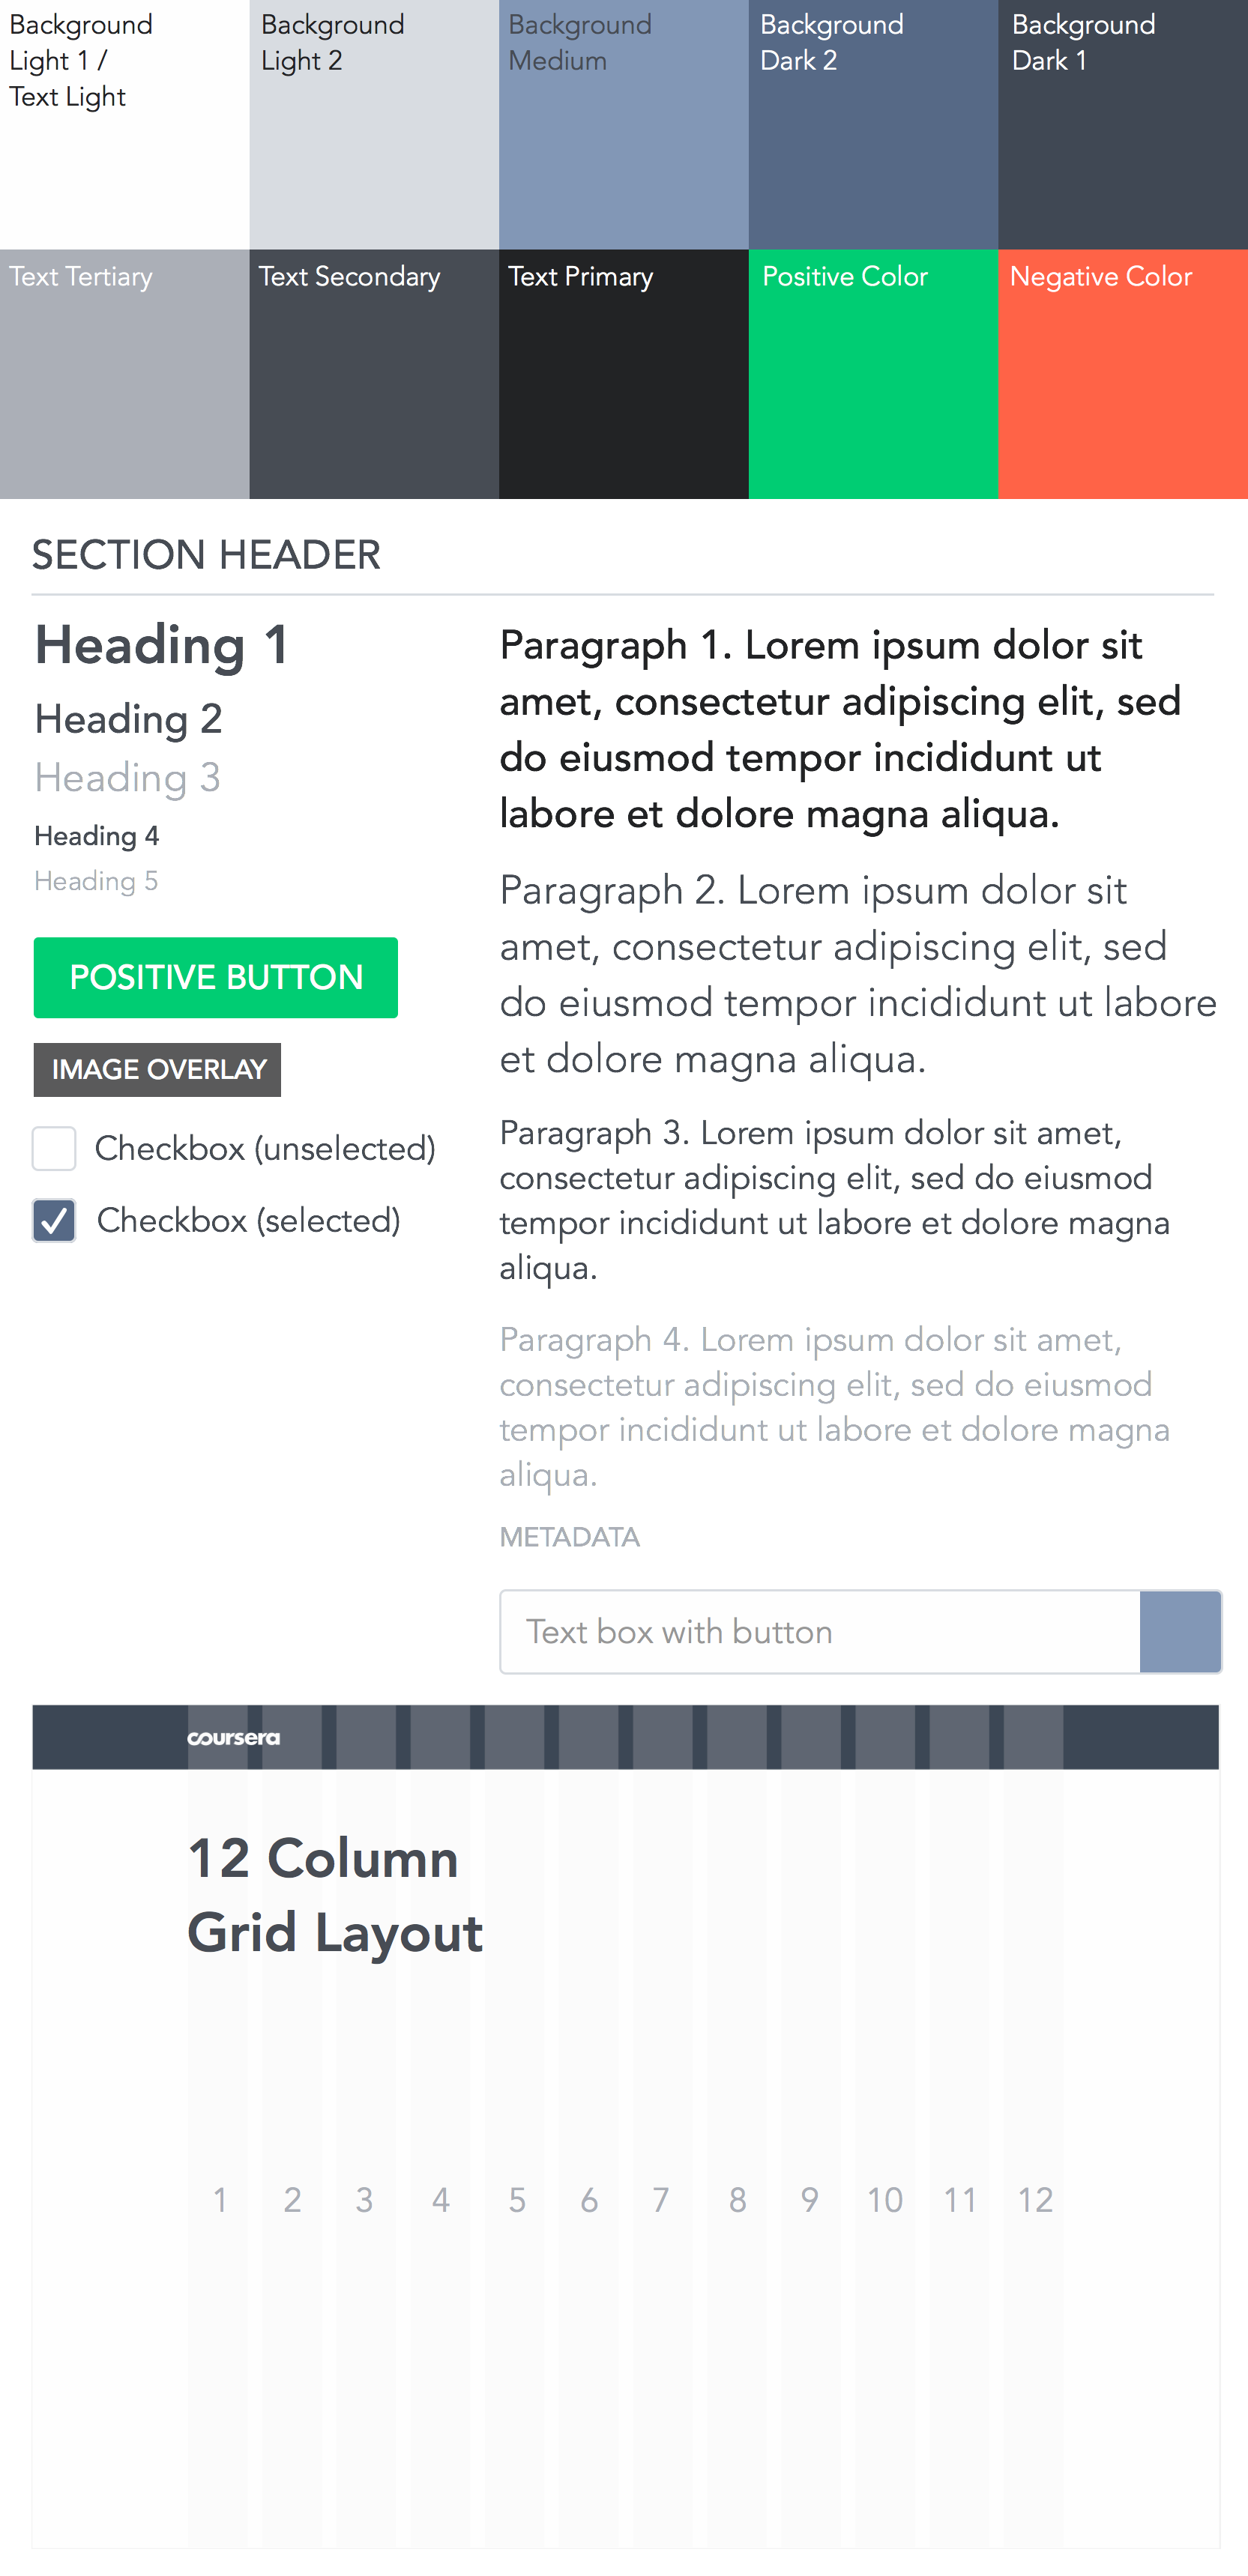 Background
Light 1 /
Text Light
Background
Light 2
Background
Medium
Background
Dark 2
Background
Dark 1
Text Tertiary
Text Secondary
Text Primary
Positive Color
Negative Color
SECTION HEADER
Heading 1
Heading 2
Heading 3
Heading 4
Heading 5
POSITIVE BUTTON
IMAGE OVERLAY
Checkbox (unselected)
Checkbox (selected)
Paragraph 1. Lorem ipsum dolor sit
amet, consectetur adipiscing elit, sed
do eiusmod tempor incididunt ut
labore et dolore magna aliqua.
Paragraph 2. Lorem ipsum dolor sit
amet, consectetur adipiscing elit, sed
do eiusmod tempor incididunt ut labore
et dolore magna aliqua.
Paragraph 3. Lorem ipsum dolor sit amet,
consectetur adipiscing elit, sed do eiusmod
tempor incididunt ut labore et dolore magna
aliqua.
Paragraph 4. Lorem ipsum dolor sit amet,
consectetur adipiscing elit, sed do eiusmod
tempor incididunt ut labore et dolore magna
aliqua.
METADATA
Text box with button
coursera
12 Column
Grid Layout
1 2 3 4 5 6 7 8 9 10 11 12